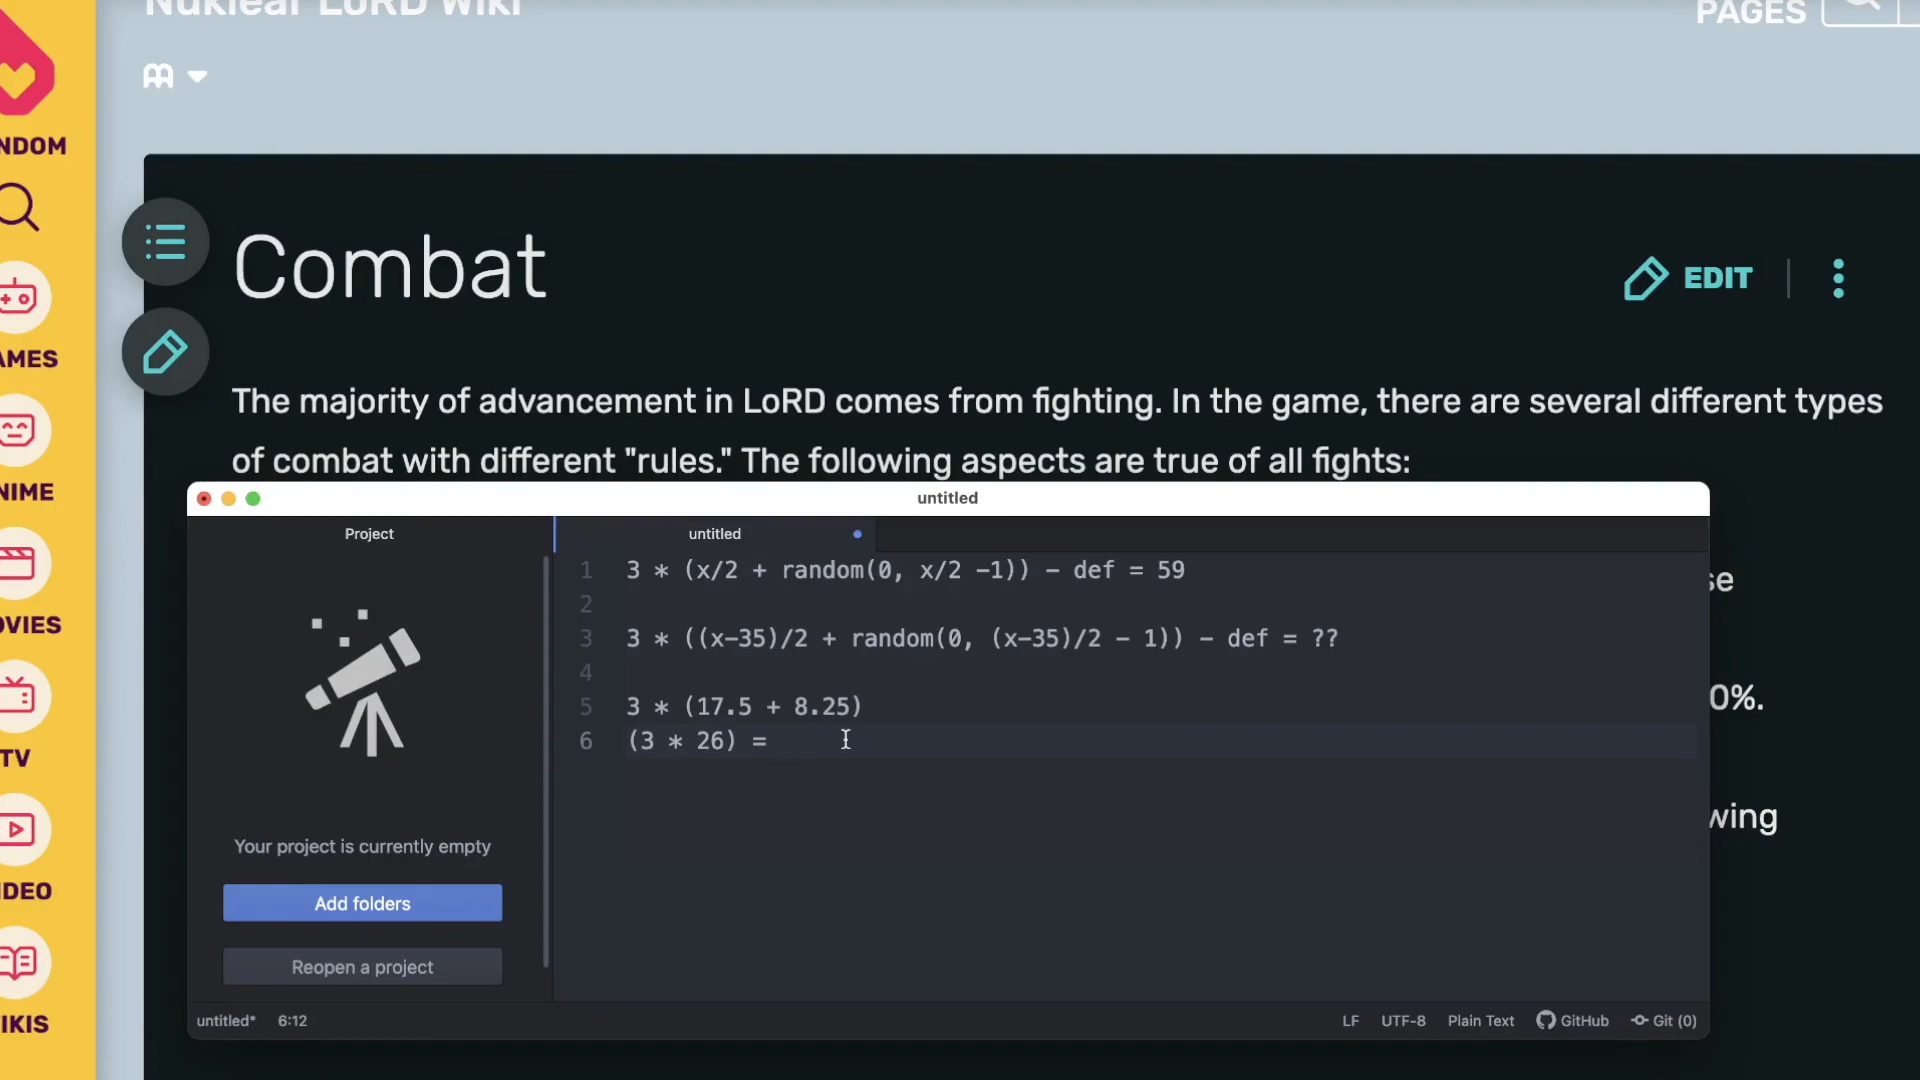 Nuklear LoRD Wiki
PAGES
NDOM
AMES
NIME
OVIES
TV
IDEO
IKIS
Combat
EDIT
The majority of advancement in LoRD comes from fighting. In the game, there are several different types
of combat with different "rules." The following aspects are true of all fights:
se
0%.
wing
untitled
Project
untitled
1 3 * (x/2 + random(0, x/2 -1)) - def = 59
2
3 3 * ((x-35)/2 + random(0, (x-35)/2 - 1)) - def = ??
4
5 3 * (17.5 + 8.25)
6 (3 * 26) =
Your project is currently empty
Add folders
Reopen a project
untitled* 6:12
LF UTF-8 Plain Text GitHub Git (0)